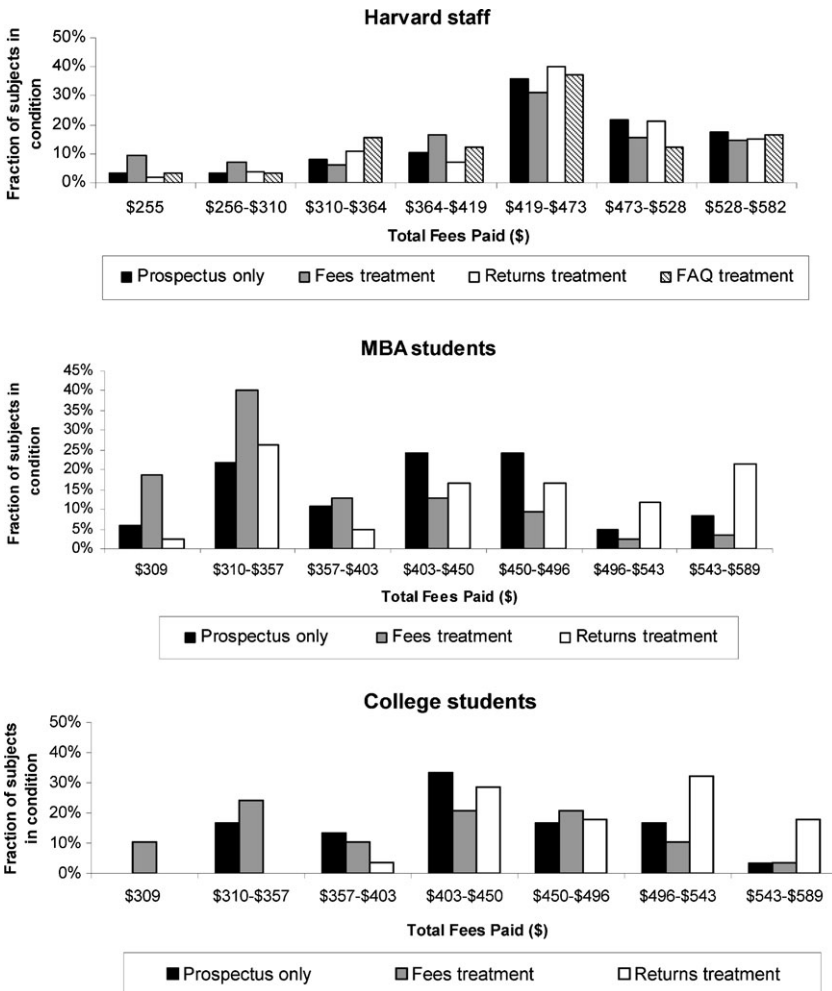 Harvard staff
Fraction of subjects in
condition
50%
40%
30%
20%
10%
0%
$255 $256-$310 $310-$364 $364-$419 $419-$473 $473-$528 $528-$582
Total Fees Paid ($)
Prospectus only Fees treatment Returns treatment FAQ treatment
MBA students
Fraction of subjects in
condition
45%
40%
35%
30%
25%
20%
15%
10%
5%
0%
$309 $310-$357 $357-$403 $403-$450 $450-$496 $496-$543 $543-$589
Total Fees Paid ($)
Prospectus only Fees treatment Returns treatment
College students
Fraction of subjects
in condition
50%
40%
30%
20%
10%
0%
$309 $310-$357 $357-$403 $403-$450 $450-$496 $496-$543 $543-$589
Total Fees Paid ($)
Prospectus only Fees treatment Returns treatment